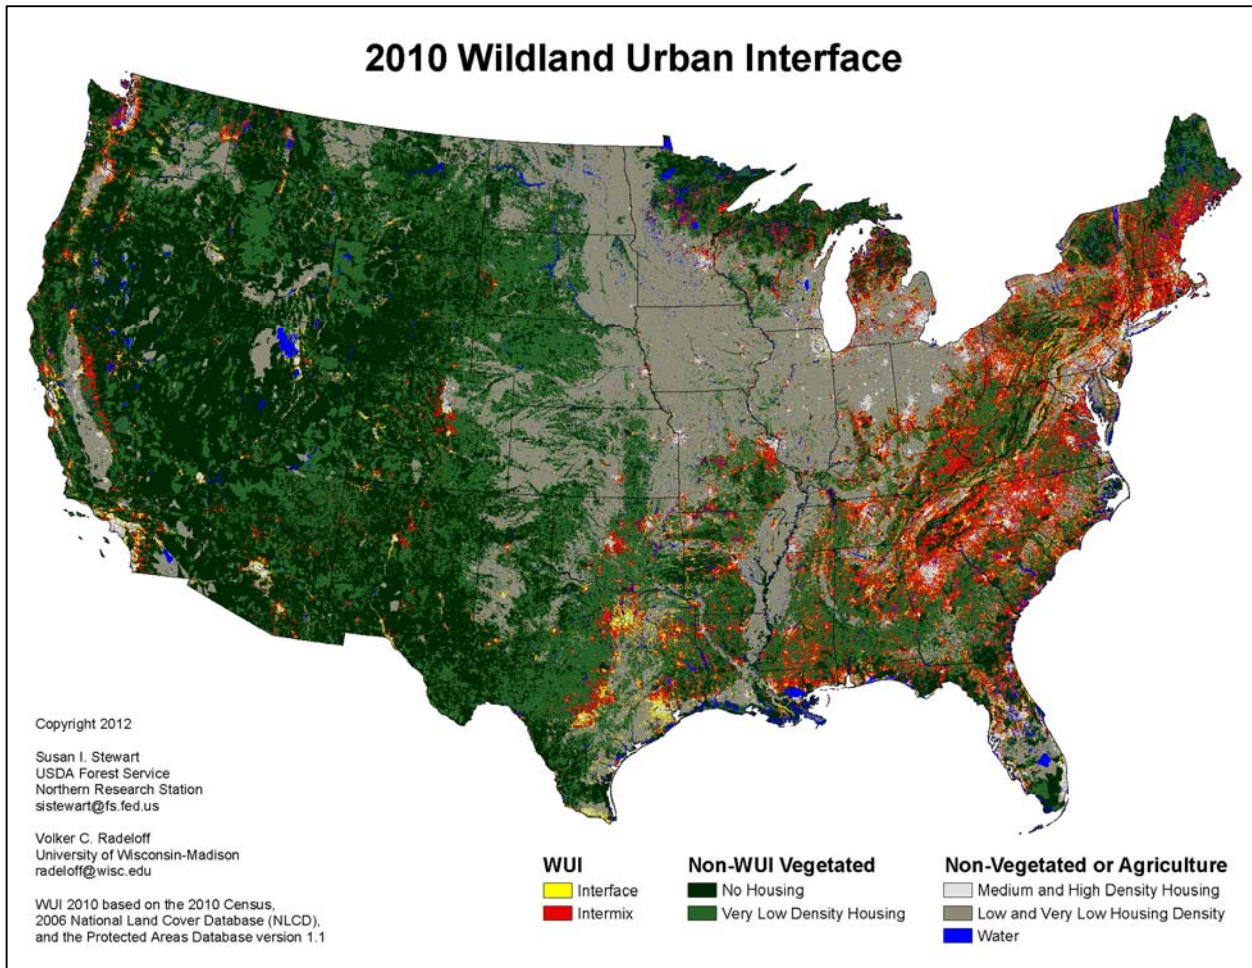 2010 Wildland Urban Interface
Copyright 2012
Susan I. Stewart
USDA Forest Service
Northern Research Station
sistewart@fs.fed.us
Volker C. Radeloff
University of Wisconsin-Madison
radeloff@wisc.edu
WUI 2010 based on the 2010 Census,
2006 National Land Cover Database (NLCD),
and the Protected Areas Database version 1.1
WUI
Interface
Intermix
Non-WUI Vegetated
No Housing
Very Low Density Housing
Non-Vegetated or Agriculture
Medium and High Density Housing
Low and Very Low Housing Density
Water